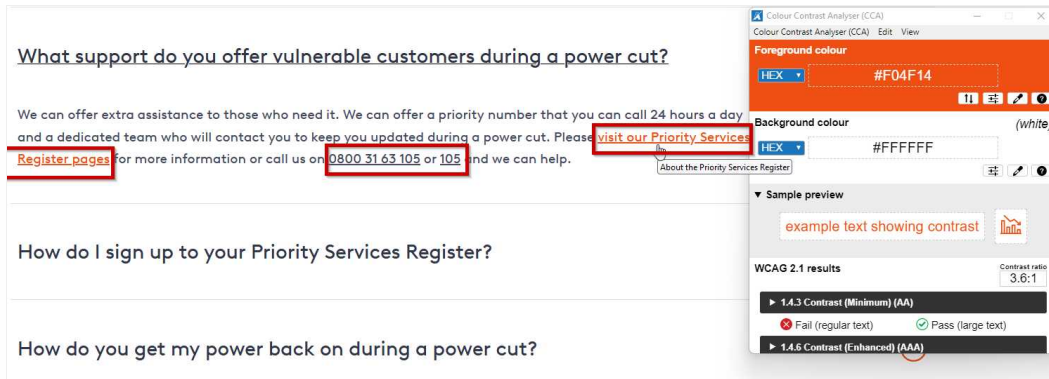 What support do you offer vulnerable customers during a power cut?
We can offer extra assistance to those who need it. We can offer a priority number that you can call 24 hours a day
and a dedicated team who will contact you to keep you updated during a power cut. Please visit our Priority Services
Register pages for more information or call us on 0800 31 63 105 or 105 and we can help.
About the Priority Services Register
How do I sign up to your Priority Services Register?
How do you get my power back on during a power cut?
Colour Contrast Analyser (CCA)
Colour Contrast Analyser (CCA) Edit View
Foreground colour
HEX #F04F14
Background colour (white)
HEX #FFFFFF
Sample preview
example text showing contrast
WCAG 2.1 results
Contrast ratio
3.6:1
1.4.3 Contrast (Minimum) (AA)
Fail (regular text) Pass (large text)
1.4.6 Contrast (Enhanced) (AAA)